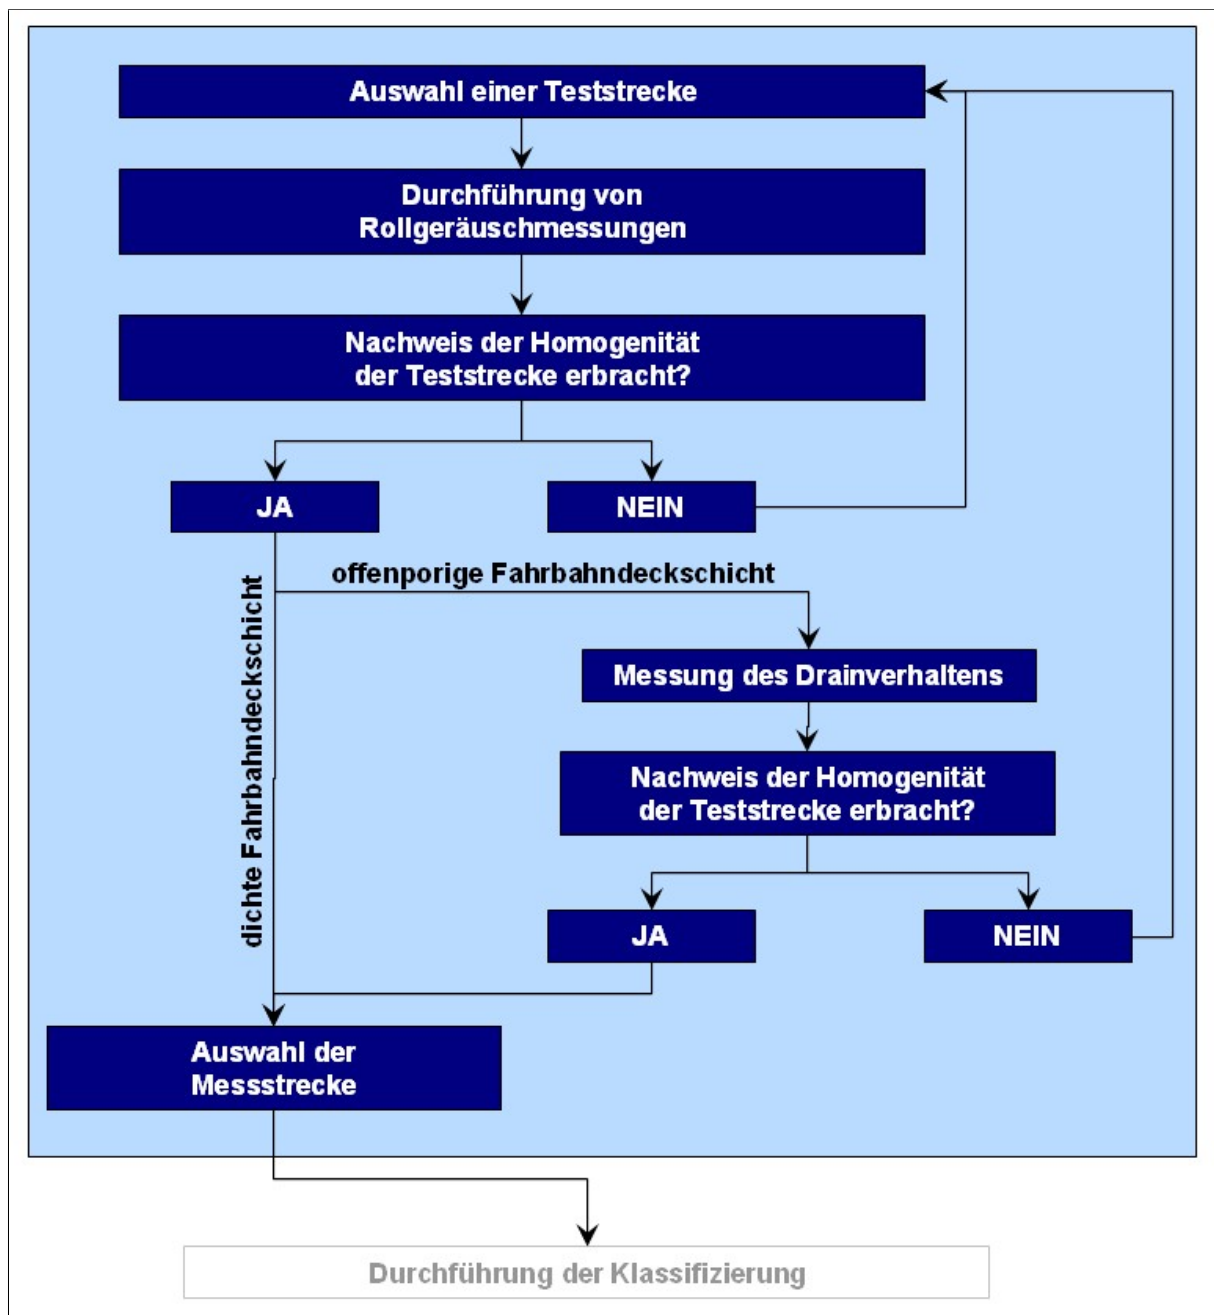 Auswahl einer Teststrecke
Durchführung von
Rollgeräuschmessungen
Nachweis der Homogenität
der Teststrecke erbracht?
JA
NEIN
offenporige Fahrbahndeckschicht
dichte Fahrbahndeckschicht
Messung des Drainverhaltens
Nachweis der Homogenität
der Teststrecke erbracht?
JA
NEIN
Auswahl der
Messstrecke
Durchführung der Klassifizierung